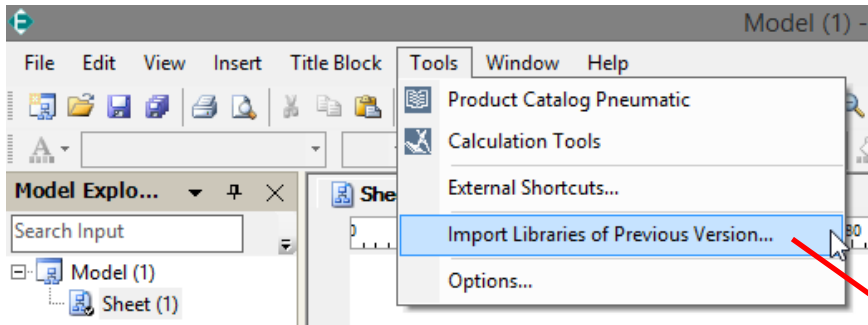 Model (1) -
File Edit View Insert Title Block Tools Window Help
Product Catalog Pneumatic
Calculation Tools
A
Model Explo...
She
External Shortcuts...
Search Input
Import Libraries of Previous Version...
80
Model (1)
Options...
Sheet (1)